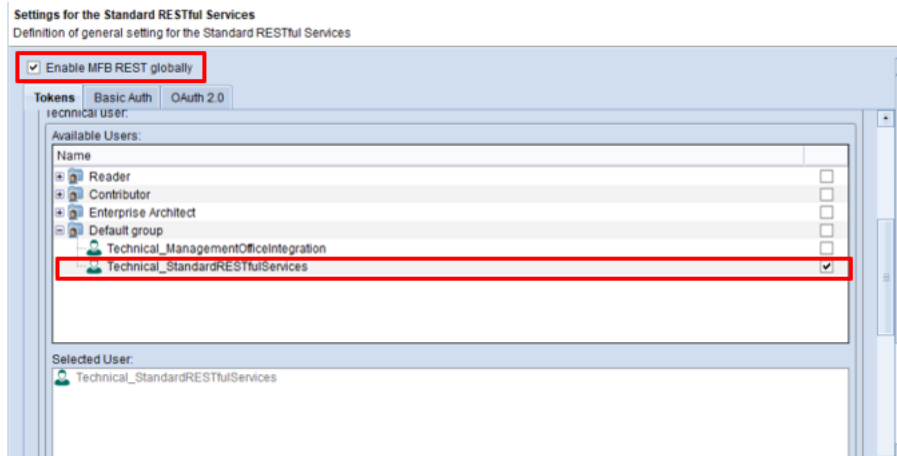 Settings for the Standard RESTful Services
Definition of general setting for the Standard RESTful Services
Enable MFB REST globally
Tokens Basic Auth OAuth 2.0
Technical user:
Available Users:
Name
Reader
Contributor
Enterprise Architect
Default group
Technical_ManagementOfficeIntegration
Technical_StandardRESTfulServices
Selected User:
Technical_StandardRESTfulServices